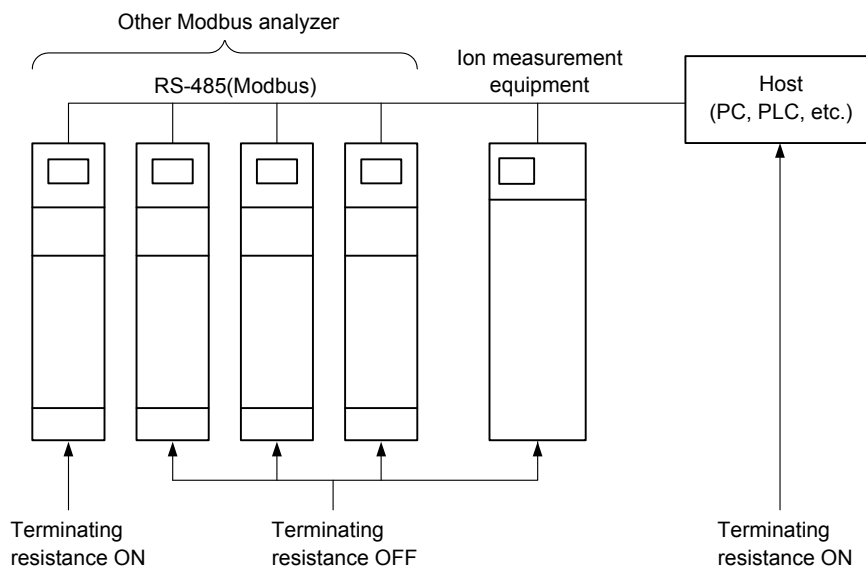 Other Modbus analyzer
RS-485(Modbus)
Ion measurement
equipment
Host
(PC, PLC, etc.)
Terminating
resistance ON
Terminating
resistance OFF
Terminating
resistance ON